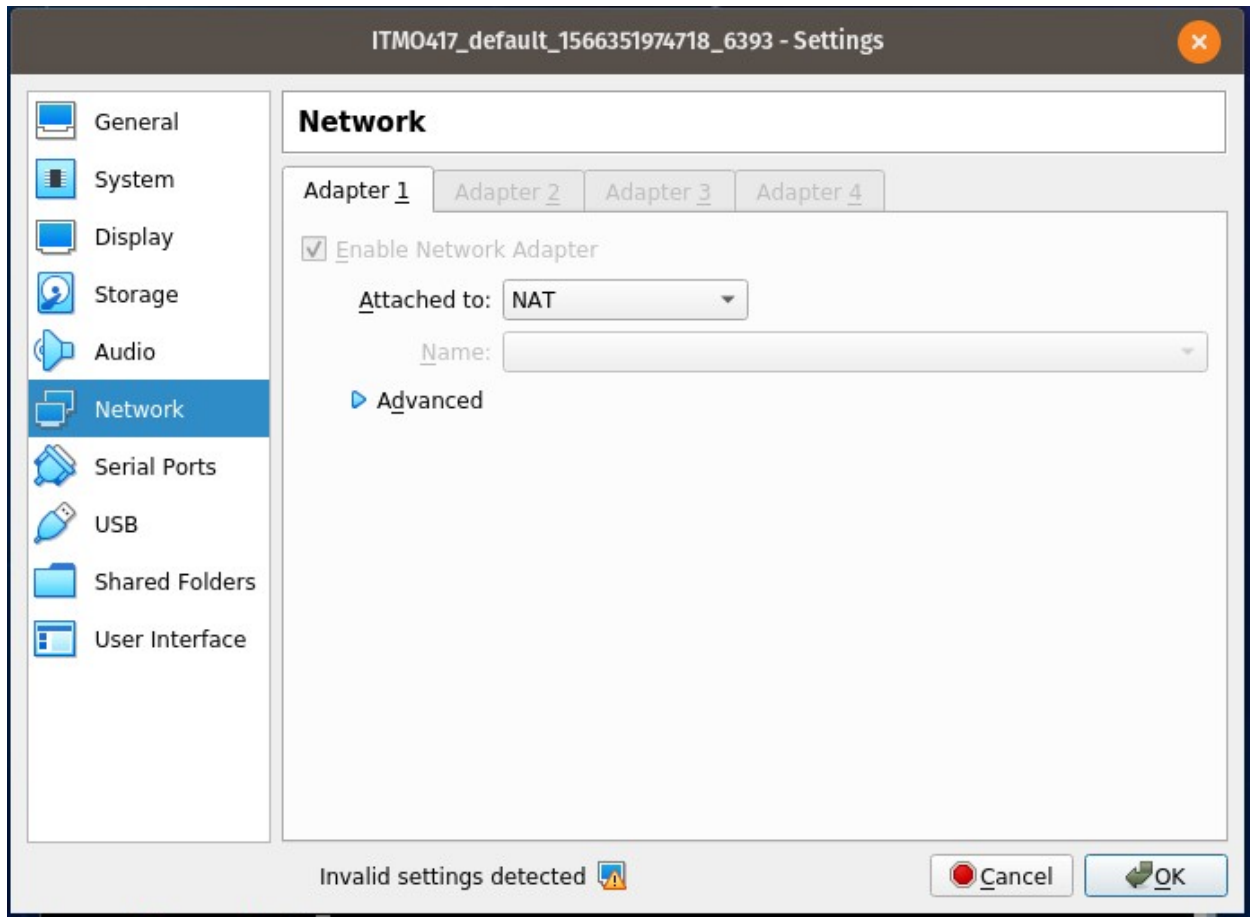 ITMO417_default_1566351974718_6393 - Settings
General
System
Display
Storage
Audio
Network
Serial Ports
USB
Shared Folders
User Interface
Network
Adapter 1 Adapter 2 Adapter 3 Adapter 4
Enable Network Adapter
Attached to: NAT
Name:
Advanced
Invalid settings detected
Cancel OK